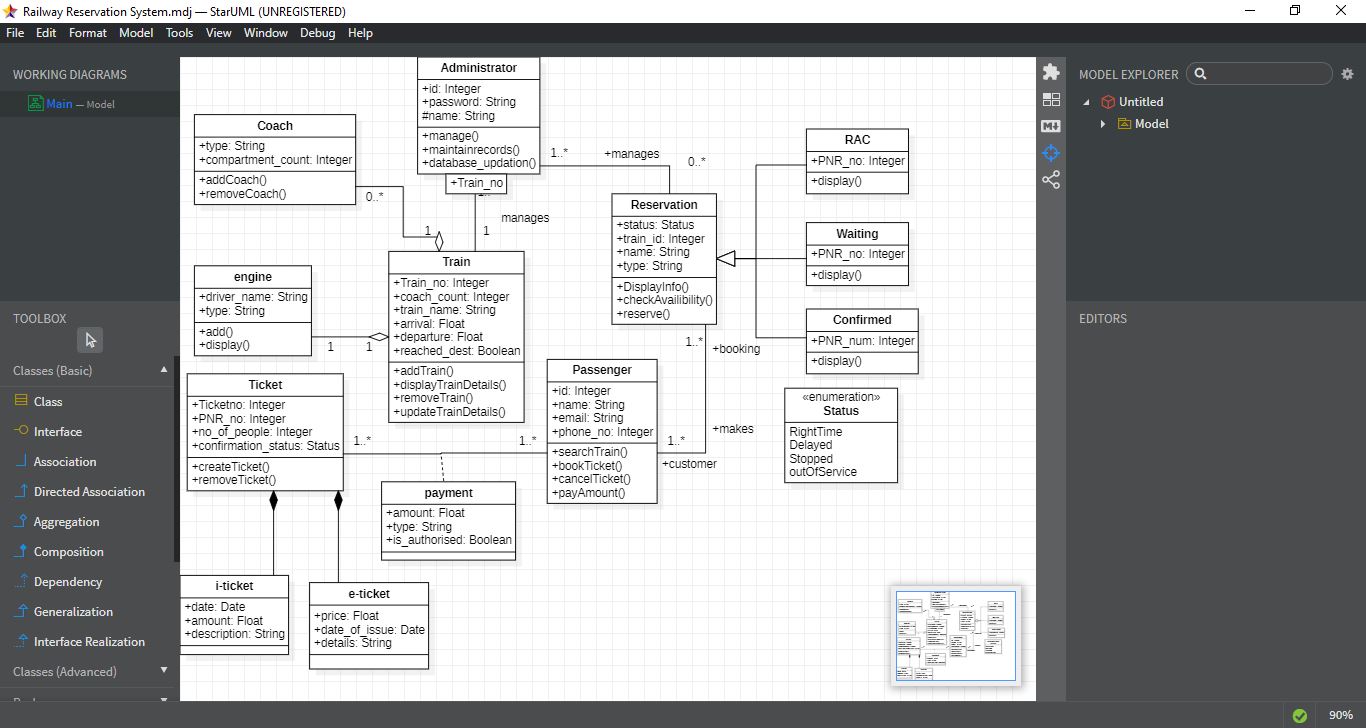 Railway Reservation System.mdj — StarUML (UNREGISTERED)
File Edit Format Model Tools View Window Debug Help
WORKING DIAGRAMS
Main — Model
TOOLBOX
Classes (Basic)
Class
Interface
Association
Directed Association
Aggregation
Composition
Dependency
Generalization
Interface Realization
Classes (Advanced)
Administrator
+id: Integer
+password: String
#name: String
+manage()
+maintainrecords()
+database_updation()
+Train_no
Coach
+type: String
+compartment_count: Integer
+addCoach()
+removeCoach()
0..*
1
manages
1
1..*
+manages
0..*
Reservation
+status: Status
+train_id: Integer
+name: String
+type: String
+DisplayInfo()
+checkAvailibility()
+reserve()
RAC
+PNR_no: Integer
+display()
Waiting
+PNR_no: Integer
+display()
Confirmed
+PNR_num: Integer
+display()
«enumeration»
Status
RightTime
Delayed
Stopped
outOfService
engine
+driver_name: String
+type: String
+add()
+display()
1
1
Train
+Train_no: Integer
+coach_count: Integer
+train_name: String
+arrival: Float
+departure: Float
+reached_dest: Boolean
+addTrain()
+displayTrainDetails()
+removeTrain()
+updateTrainDetails()
1..*
+booking
+makes
1..*
+customer
Passenger
+id: Integer
+name: String
+email: String
+phone_no: Integer
+searchTrain()
+bookTicket()
+cancelTicket()
+payAmount()
Ticket
+Ticketno: Integer
+PNR_no: Integer
+no_of_people: Integer
+confirmation_status: Status
+createTicket()
+removeTicket()
1..*
1..*
payment
+amount: Float
+type: String
+is_authorised: Boolean
i-ticket
+date: Date
+amount: Float
+description: String
e-ticket
+price: Float
+date_of_issue: Date
+details: String
MODEL EXPLORER
Untitled
Model
EDITORS
90%